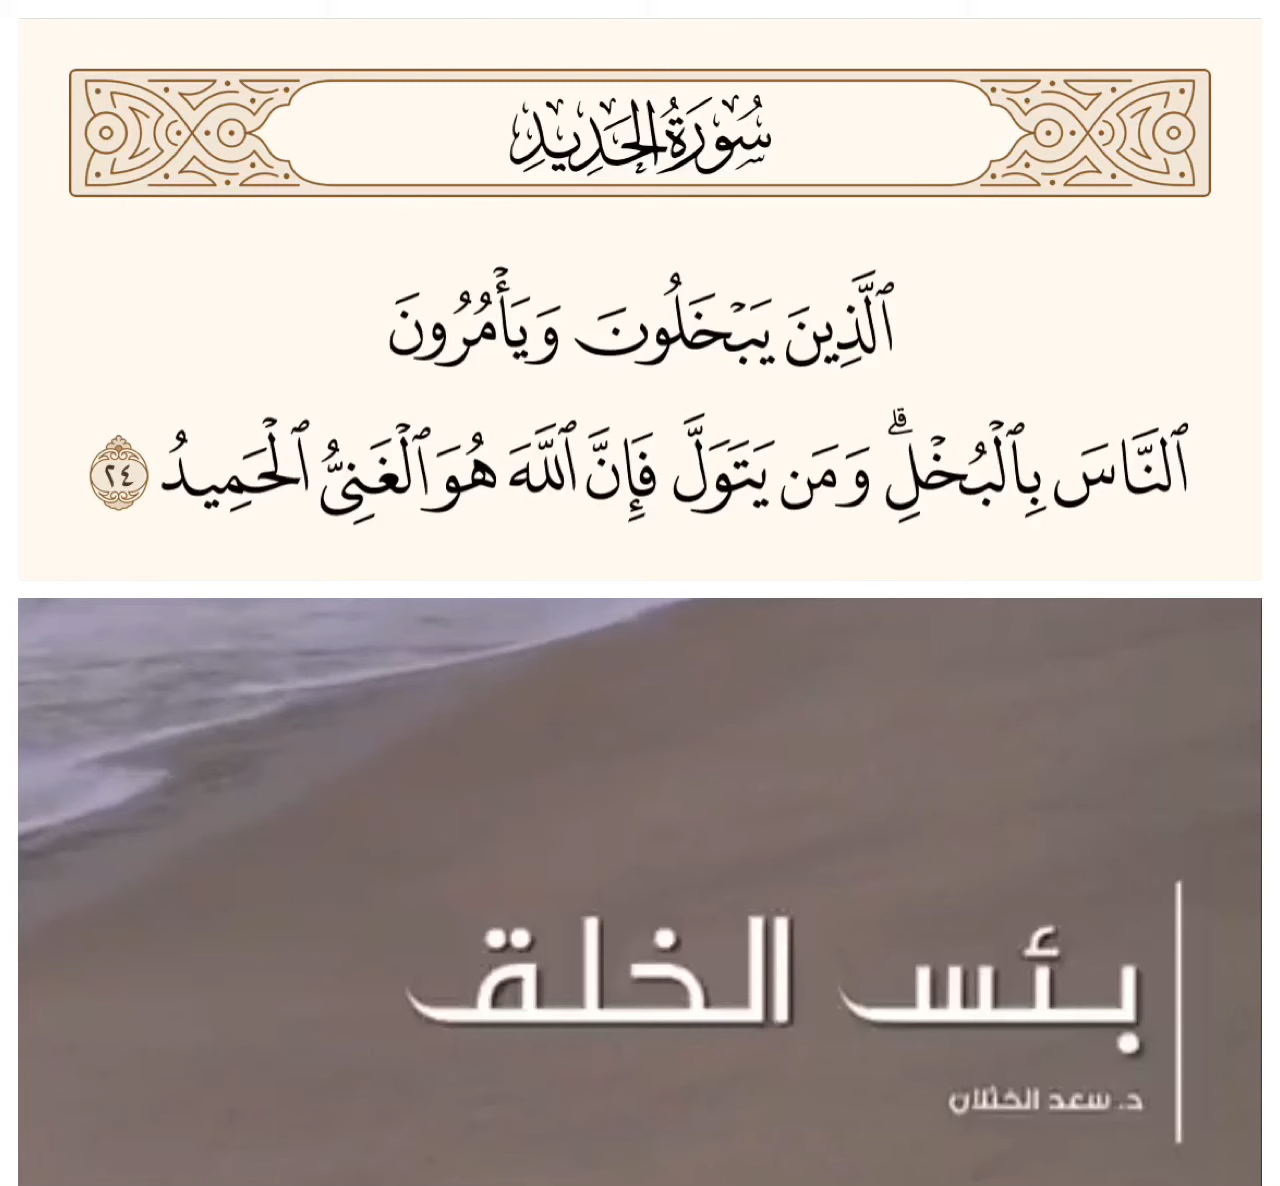 سُورَةُ الحَدِيدِ
ٱلَّذِينَ يَبۡخَلُونَ وَيَأۡمُرُونَ
ٱلنَّاسَ بِٱلۡبُخۡلِۗ وَمَن يَتَوَلَّ فَإِنَّ ٱللَّهَ هُوَ ٱلۡغَنِيُّ ٱلۡحَمِيدُ ٢٤
بئس الخلق
د. سعد الخثلان